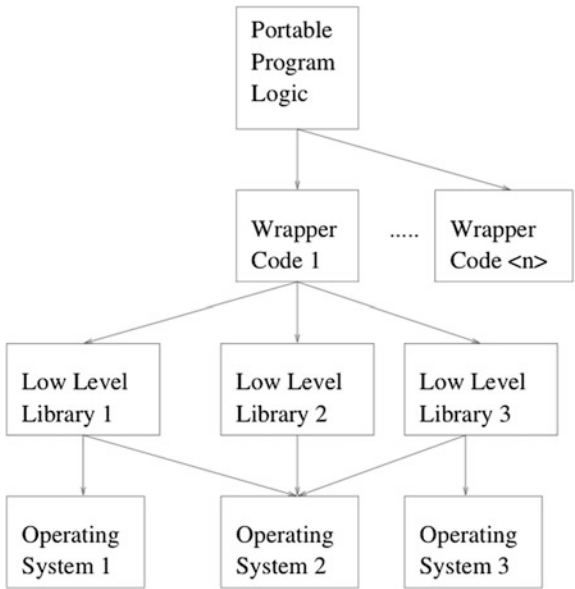 Portable
Program
Logic
Wrapper
Code 1
.....
Wrapper
Code <n>
Low Level
Library 1
Low Level
Library 2
Low Level
Library 3
Operating
System 1
Operating
System 2
Operating
System 3